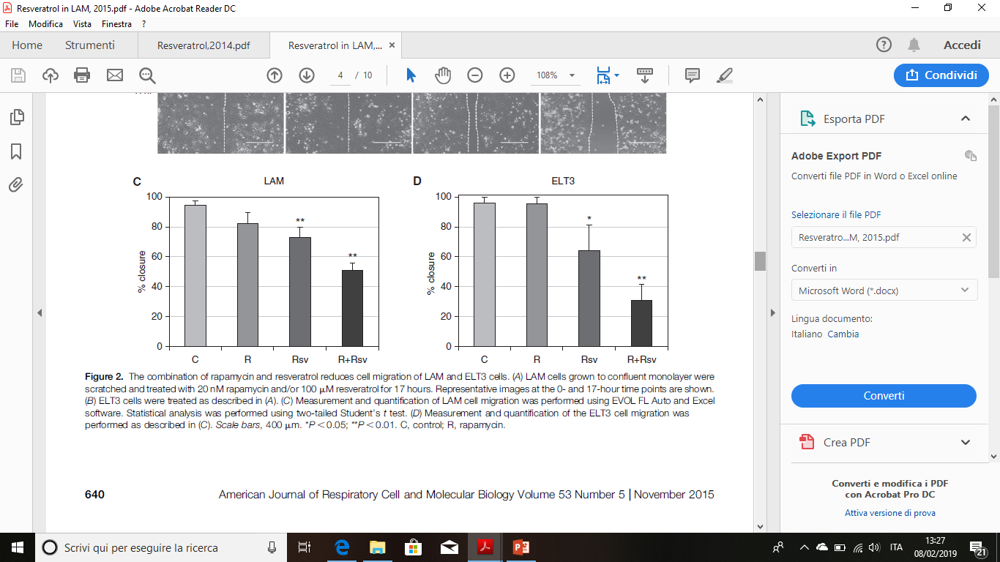 Resveratrol in LAM, 2015.pdf - Adobe Acrobat Reader DC
File Modifica Vista Finestra ?
Home Strumenti Resveratrol,2014.pdf Resveratrol in LAM,... × Accedi
4 / 10 108% Condividi
C LAM
100
80
60
40
20
0
% closure
** **
C R Rsv R+Rsv
D ELT3
100
80
60
40
20
0
% closure
* **
C R Rsv R+Rsv
Figure 2. The combination of rapamycin and resveratrol reduces cell migration of LAM and ELT3 cells. (A) LAM cells grown to confluent monolayer were
scratched and treated with 20 nM rapamycin and/or 100 μM resveratrol for 17 hours. Representative images at the 0- and 17-hour time points are shown.
(B) ELT3 cells were treated as described in (A). (C) Measurement and quantification of LAM cell migration was performed using EVOL FL Auto and Excel
software. Statistical analysis was performed using two-tailed Student's t test. (D) Measurement and quantification of the ELT3 cell migration was
performed as described in (C). Scale bars, 400 μm. *P < 0.05; **P < 0.01. C, control; R, rapamycin.
640 American Journal of Respiratory Cell and Molecular Biology Volume 53 Number 5 | November 2015
Esporta PDF
Adobe Export PDF
Converti file PDF in Word o Excel online
Selezionare il file PDF
Resveratro...M, 2015.pdf
Converti in
Microsoft Word (*.docx)
Lingua documento:
Italiano Cambia
Converti
Crea PDF
Converti e modifica i PDF
con Acrobat Pro DC
Attiva versione di prova
Scrivi qui per eseguire la ricerca
ITA
13:27
08/02/2019
21